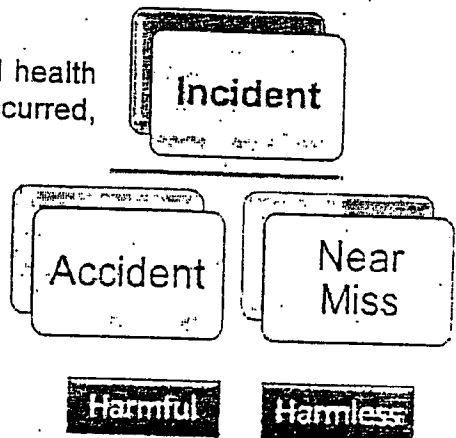 l health
curred,
Incident
Accident
Near
Miss
Harmful
Harmless